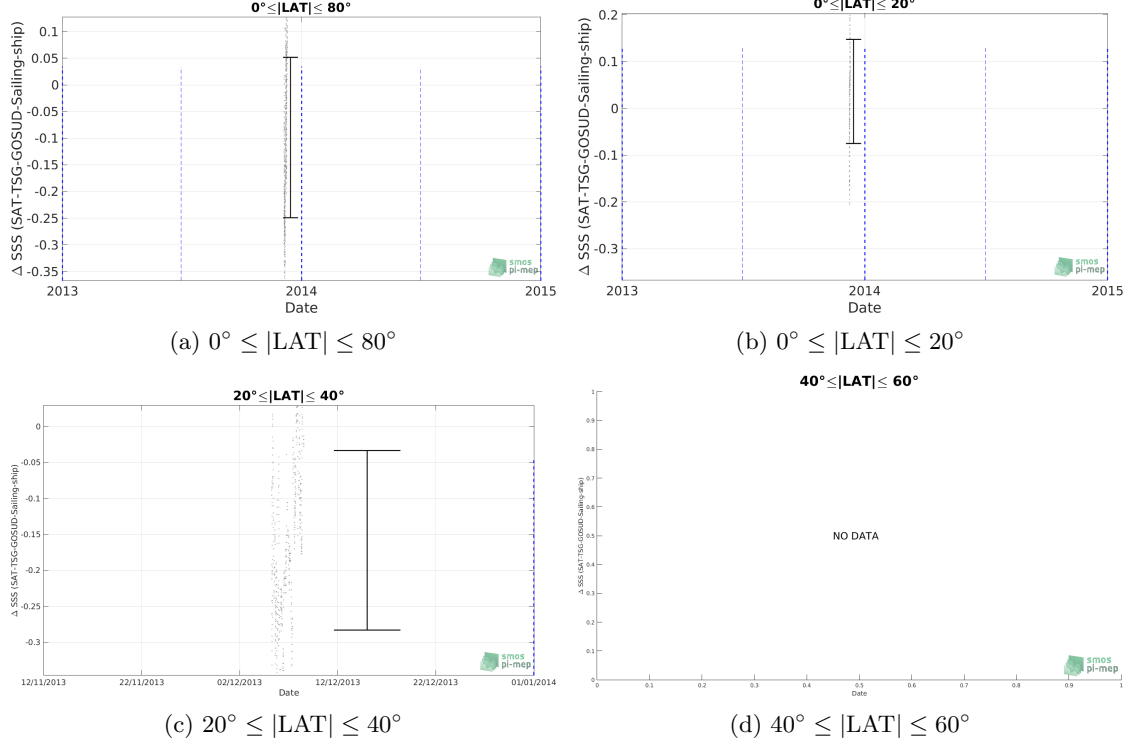 0°≤|LAT|≤ 80°
Δ SSS (SAT-TSG-GOSUD-Sailing-ship)
0.1
0.05
0
-0.05
-0.1
-0.15
-0.2
-0.25
-0.3
-0.35
2013
2014
2015
Date
smos
pi-mep
(a) 0° ≤ |LAT| ≤ 80°
0°≤|LAT|≤ 20°
Δ SSS (SAT-TSG-GOSUD-Sailing-ship)
0.2
0.1
0
-0.1
-0.2
-0.3
2013
2014
2015
Date
smos
pi-mep
(b) 0° ≤ |LAT| ≤ 20°
20°≤|LAT|≤ 40°
Δ SSS (SAT-TSG-GOSUD-Sailing-ship)
0
-0.05
-0.1
-0.15
-0.2
-0.25
-0.3
12/11/2013
22/11/2013
02/12/2013
12/12/2013
22/12/2013
01/01/2014
Date
smos
pi-mep
(c) 20° ≤ |LAT| ≤ 40°
40°≤|LAT|≤ 60°
Δ SSS (SAT-TSG-GOSUD-Sailing-ship)
1
0.9
0.8
0.7
0.6
0.5
0.4
0.3
0.2
0.1
0
NO DATA
0
0.1
0.2
0.3
0.4
0.5
0.6
0.7
0.8
0.9
1
Date
smos
pi-mep
(d) 40° ≤ |LAT| ≤ 60°